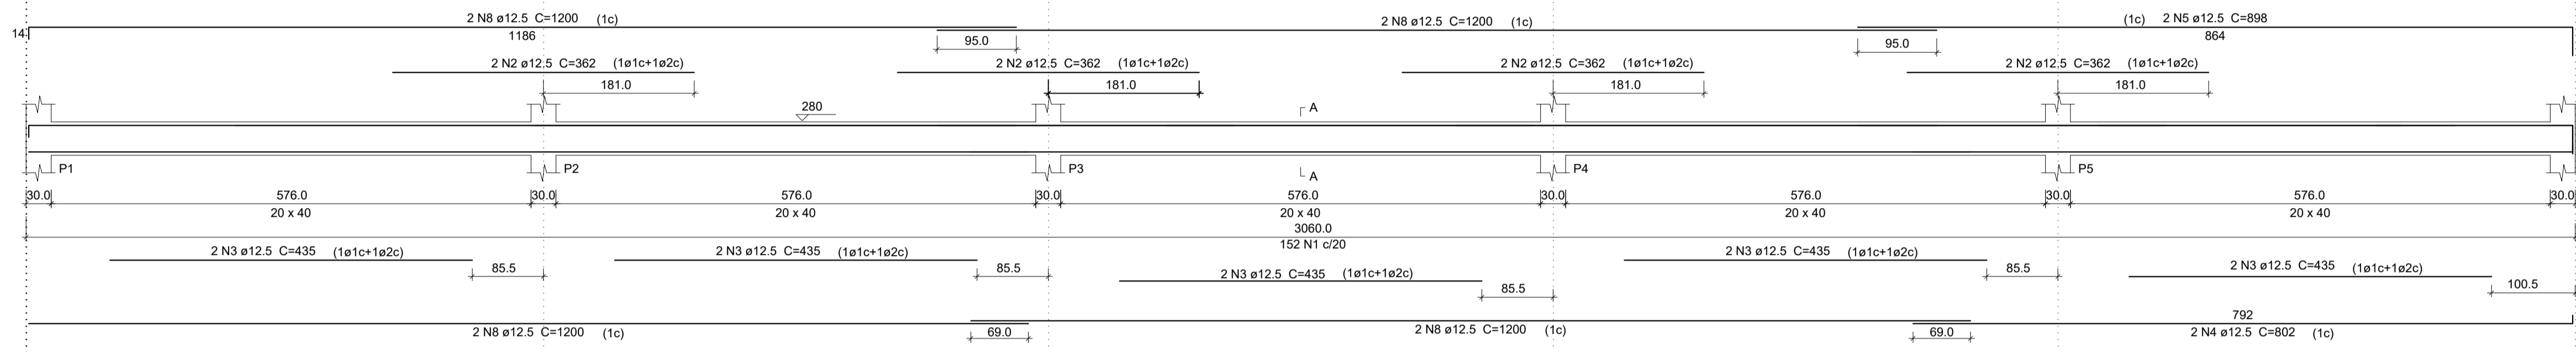 2 N8 ø12.5 C=1200 (1c)
2 N8 ø12.5 C=1200 (1c)
(1c) 2 N5 ø12.5 C=898
14
1186
95.0
95.0
864
2 N2 ø12.5 C=362 (1ø1c+1ø2c)
2 N2 ø12.5 C=362 (1ø1c+1ø2c)
2 N2 ø12.5 C=362 (1ø1c+1ø2c)
2 N2 ø12.5 C=362 (1ø1c+1ø2c)
181.0
181.0
181.0
181.0
280
A
P1
P2
P3
A
P4
P5
30.0
576.0
30.0
576.0
30.0
576.0
30.0
576.0
30.0
576.0
30.0
20 x 40
20 x 40
20 x 40
20 x 40
20 x 40
3060.0
152 N1 c/20
2 N3 ø12.5 C=435 (1ø1c+1ø2c)
85.5
2 N3 ø12.5 C=435 (1ø1c+1ø2c)
85.5
2 N3 ø12.5 C=435 (1ø1c+1ø2c)
85.5
2 N3 ø12.5 C=435 (1ø1c+1ø2c)
85.5
2 N3 ø12.5 C=435 (1ø1c+1ø2c)
100.5
2 N8 ø12.5 C=1200 (1c)
69.0
2 N8 ø12.5 C=1200 (1c)
69.0
792
2 N4 ø12.5 C=802 (1c)